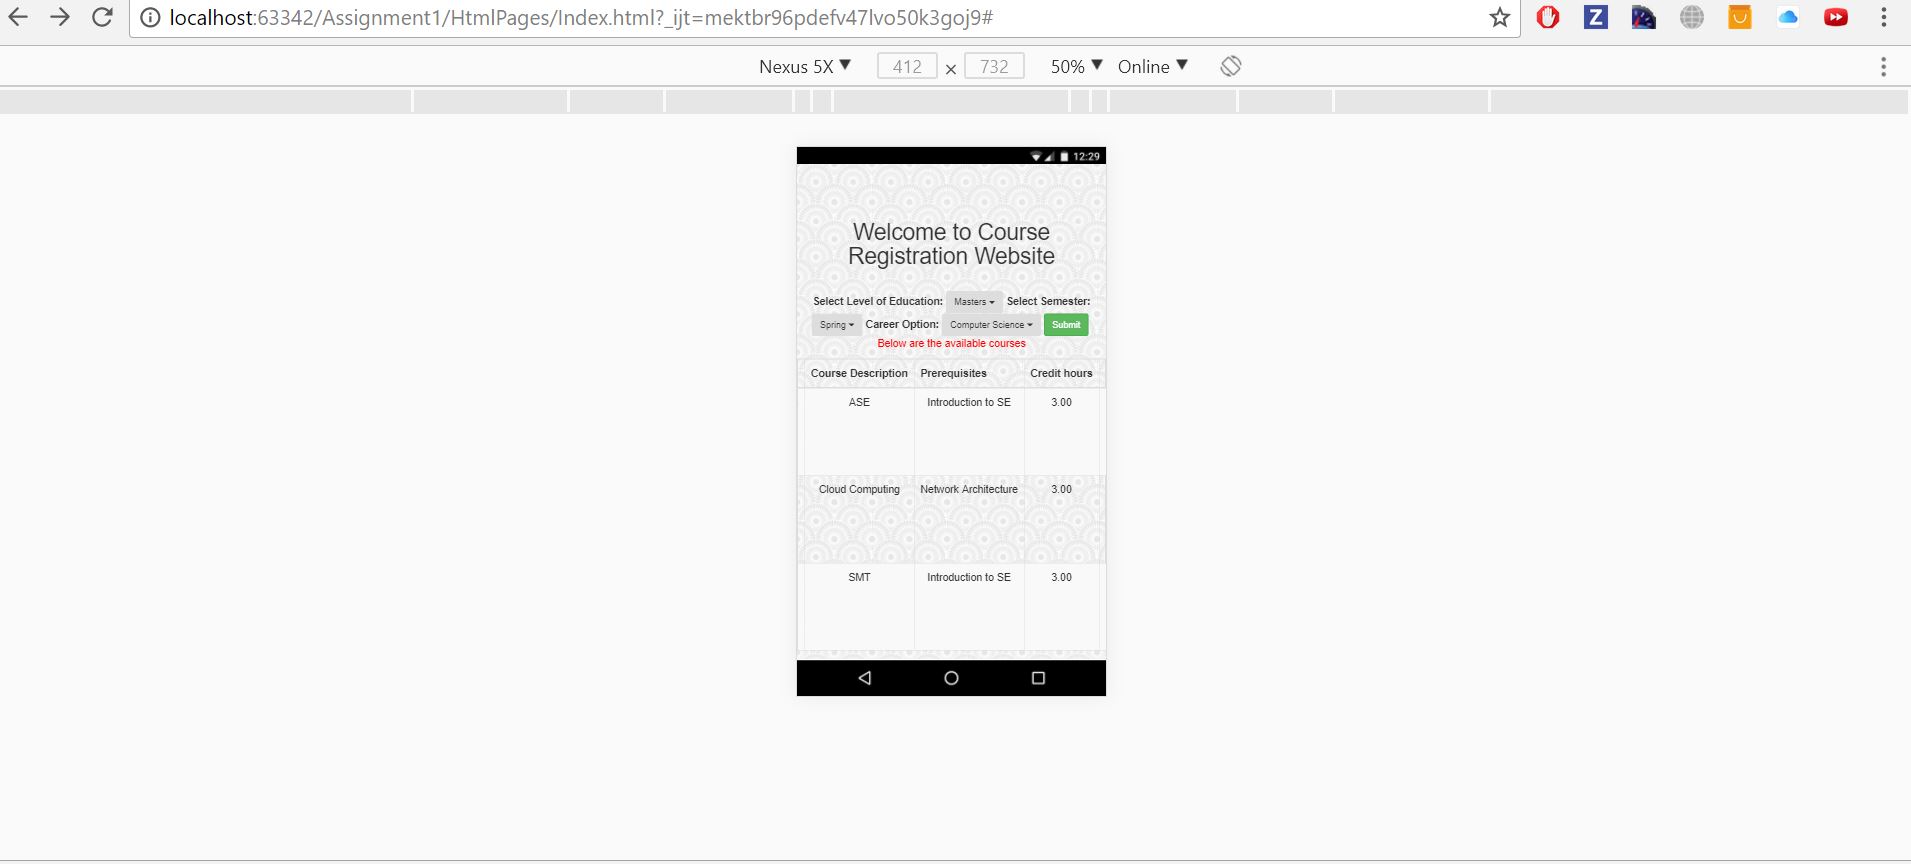 localhost:63342/Assignment1/HtmlPages/Index.html?_ijt=mektbr96pdefv47lvo50k3goj9#
Z
Nexus 5X ▼ 412 × 732 50% ▼ Online ▼
12:29
Welcome to Course
Registration Website
Select Level of Education: Masters Select Semester:
Spring Career Option: Computer Science Submit
Below are the available courses
Course Description Prerequisites Credit hours
ASE Introduction to SE 3.00
Cloud Computing Network Architecture 3.00
SMT Introduction to SE 3.00